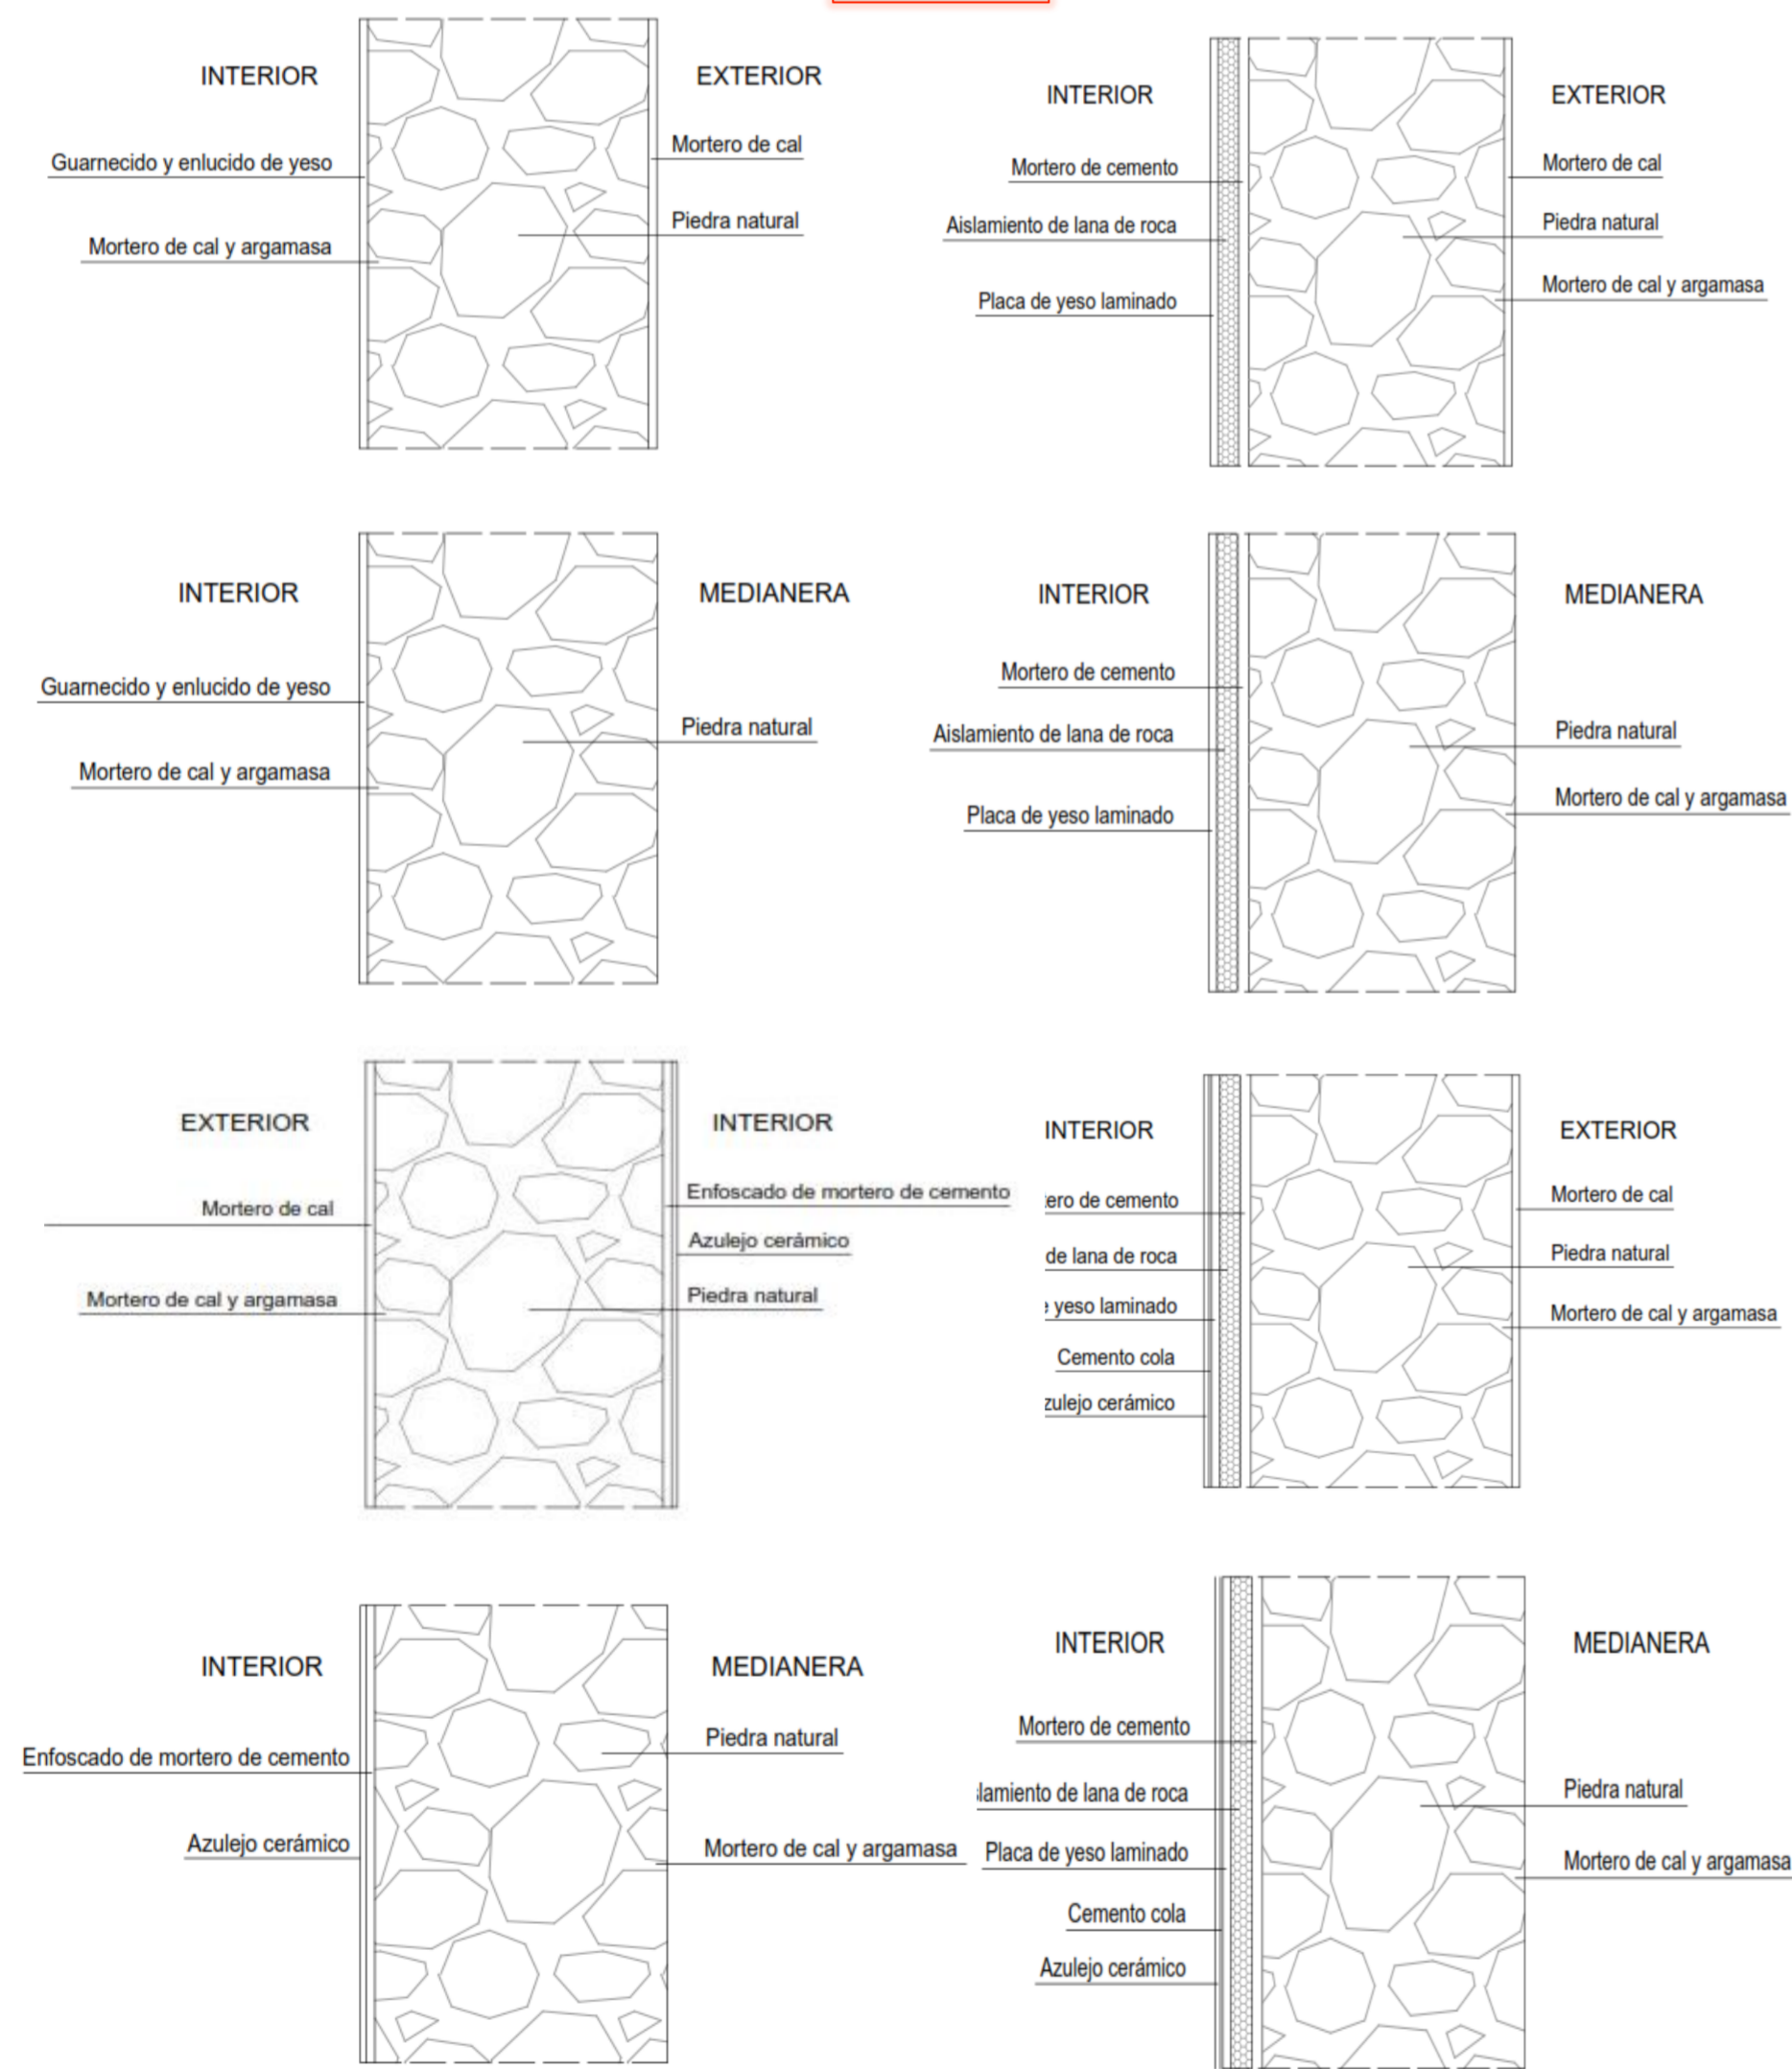 INTERIOR
EXTERIOR
Guarnecido y enlucido de yeso
Mortero de cal
Mortero de cal y argamasa
Piedra natural
INTERIOR
EXTERIOR
Mortero de cemento
Mortero de cal
Aislamiento de lana de roca
Piedra natural
Placa de yeso laminado
Mortero de cal y argamasa
INTERIOR
MEDIANERA
Guarnecido y enlucido de yeso
Piedra natural
Mortero de cal y argamasa
INTERIOR
MEDIANERA
Mortero de cemento
Piedra natural
Aislamiento de lana de roca
Mortero de cal y argamasa
Placa de yeso laminado
EXTERIOR
INTERIOR
Mortero de cal
Enfoscado de mortero de cemento
Azulejo cerámico
Mortero de cal y argamasa
Piedra natural
INTERIOR
EXTERIOR
tero de cemento
Mortero de cal
de lana de roca
Piedra natural
yeso laminado
Mortero de cal y argamasa
Cemento cola
zulejo cerámico
INTERIOR
MEDIANERA
Enfoscado de mortero de cemento
Piedra natural
Azulejo cerámico
Mortero de cal y argamasa
INTERIOR
MEDIANERA
Mortero de cemento
slamiento de lana de roca
Piedra natural
Placa de yeso laminado
Mortero de cal y argamasa
Cemento cola
Azulejo cerámico